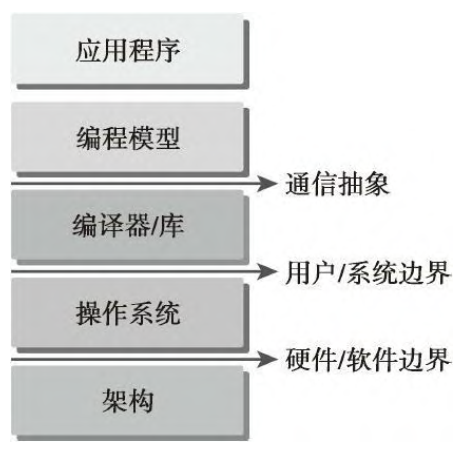 应用程序
编程模型
通信抽象
编译器/库
用户/系统边界
操作系统
硬件/软件边界
架构